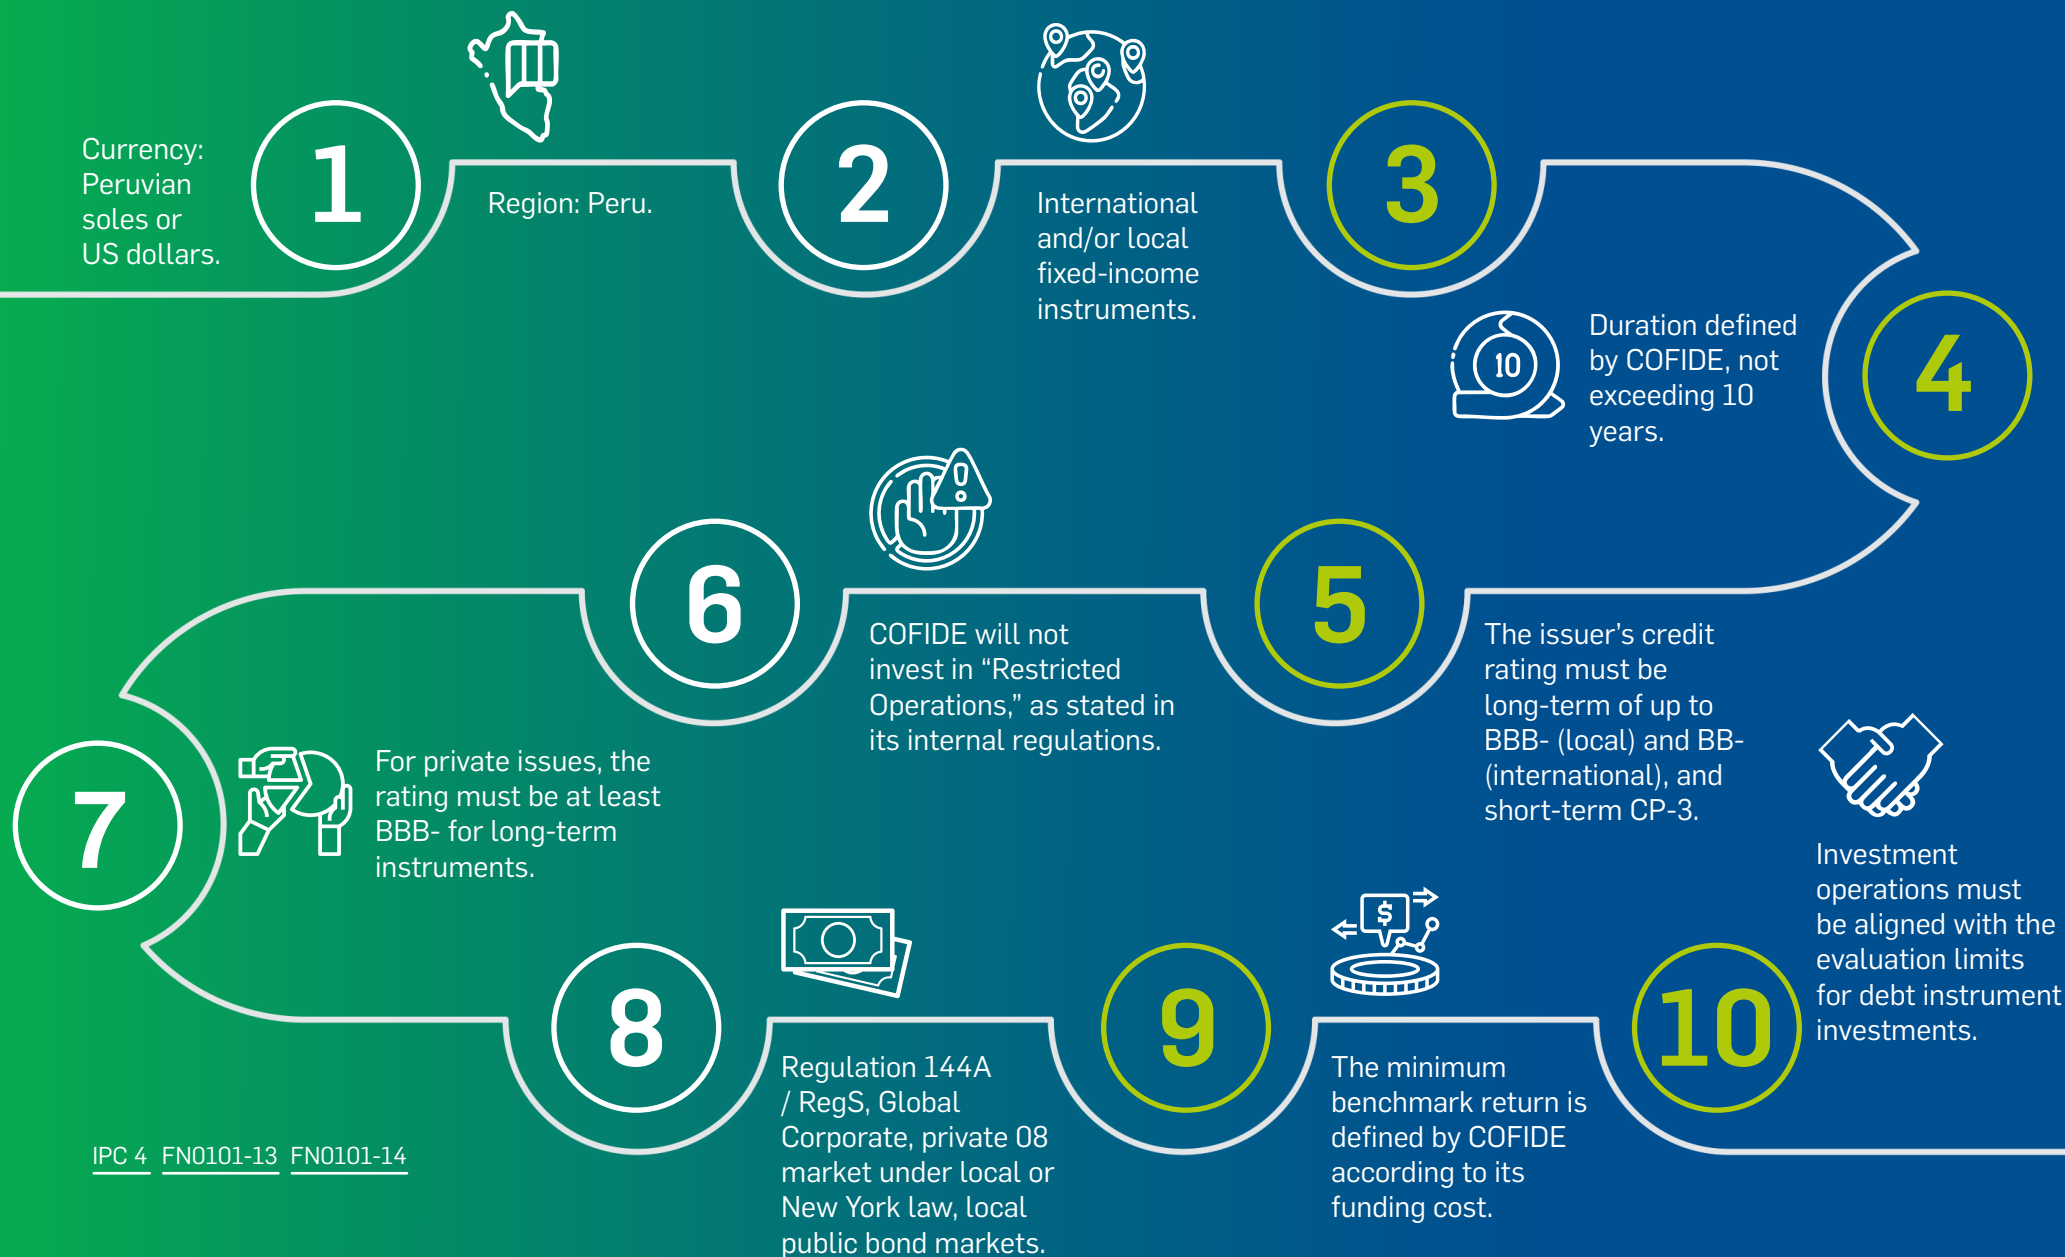 Currency:
Peruvian
soles or
US dollars.
1
Region: Peru.
2
International
and/or local
fixed-income
instruments.
3
10
Duration defined
by COFIDE, not
exceeding 10
years.
4
The issuer’s credit
rating must be
long-term of up to
BBB- (local) and BB-
(international), and
short-term CP-3.
5
COFIDE will not
invest in “Restricted
Operations,” as stated in
its internal regulations.
6
For private issues, the
rating must be at least
BBB- for long-term
instruments.
7
8
Regulation 144A
/ RegS, Global
Corporate, private 08
market under local or
New York law, local
public bond markets.
9
$
The minimum
benchmark return is
defined by COFIDE
according to its
funding cost.
10
Investment
operations must
be aligned with the
evaluation limits
for debt instrument
investments.
IPC 4 FN0101-13 FN0101-14